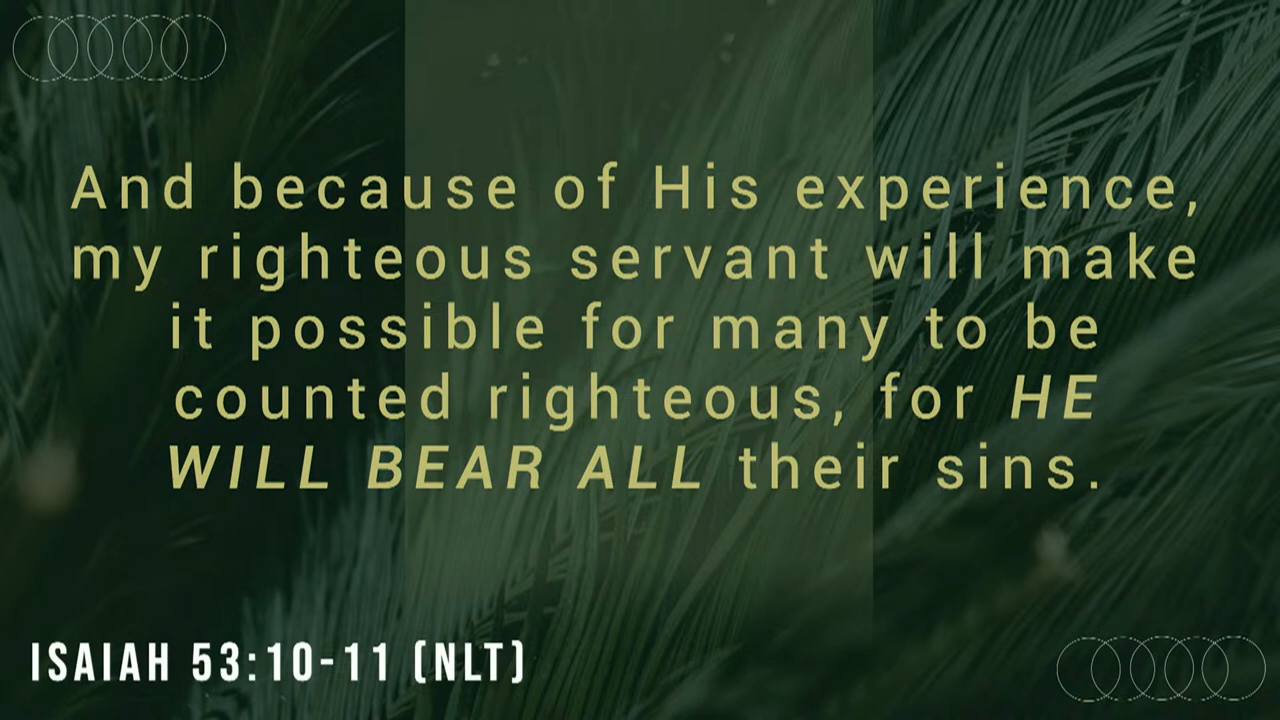 And because of His experience,
my righteous servant will make
it possible for many to be
counted righteous, for HE
WILL BEAR ALL their sins.
ISAIAH 53:10-11 (NLT)